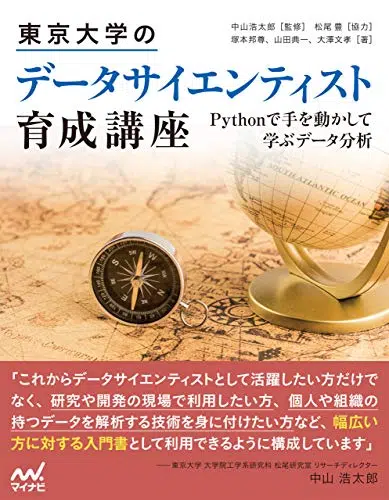 中山浩太郎［監修］ 松尾 豊［協力］
塚本邦尊、山田典一、大澤文孝［著］
東京大学の
データサイエンティスト
育成講座
Pythonで手を動かして
学ぶデータ分析
SOUTH
ATLANTIC OCEAN
N
E
S
W
「これからデータサイエンティストとして活躍したい方だけで
なく、研究や開発の現場で利用したい方、個人や組織の
持つデータを解析する技術を身に付けたい方など、幅広い
方に対する入門書として利用できるように構成しています」
── 東京大学 大学院工学系研究科 松尾研究室 リサーチディレクター
中山 浩太郎
マイナビ